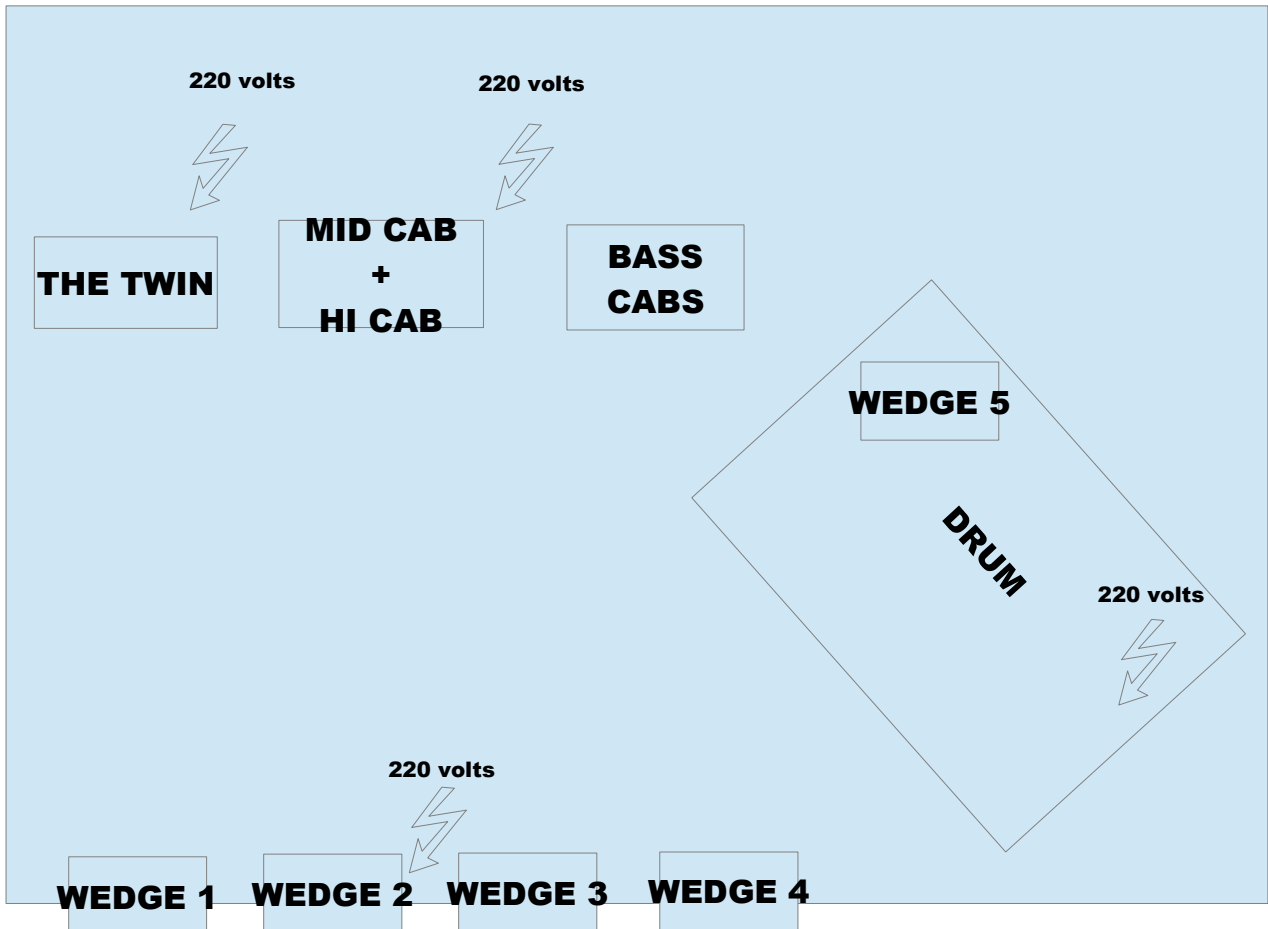 220 volts
220 volts
THE TWIN
MID CAB
+
HI CAB
BASS
CABS
WEDGE 5
DRUM
220 volts
220 volts
WEDGE 1
WEDGE 2
WEDGE 3
WEDGE 4